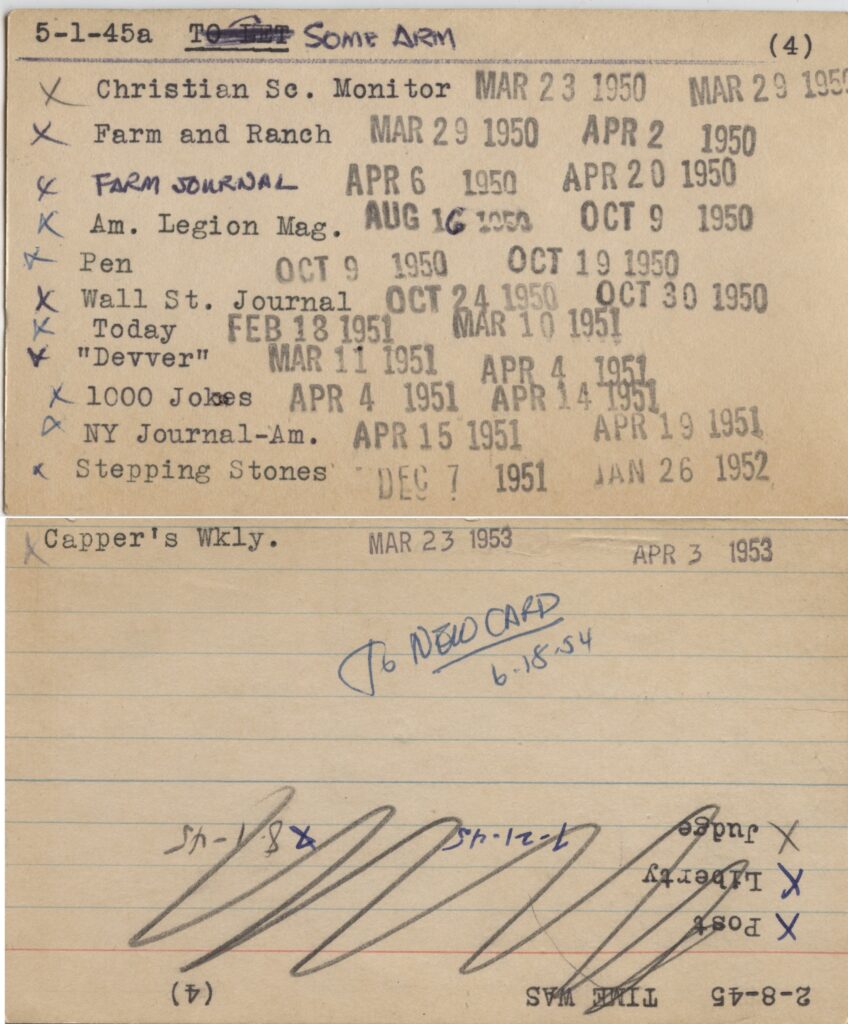 5-1-45a TO LET SOME ARM (4)
X Christian Sc. Monitor MAR 23 1950 MAR 29 1950
X Farm and Ranch MAR 29 1950 APR 2 1950
X FARM JOURNAL APR 6 1950 APR 20 1950
X Am. Legion Mag. AUG 16 1950 OCT 9 1950
X Pen OCT 9 1950 OCT 19 1950
X Wall St. Journal OCT 24 1950 OCT 30 1950
X Today FEB 18 1951 MAR 10 1951
X "Devver" MAR 11 1951 APR 4 1951
X 1000 Jokes APR 4 1951 APR 14 1951
X NY Journal-Am. APR 15 1951 APR 19 1951
X Stepping Stones DEC 7 1951 JAN 26 1952
X Capper's Wkly. MAR 23 1953 APR 3 1953
To NEW CARD
6-18-54
2-8-45 TIME WAS (4)
X Post
X Liberty
X Judge 7-21-45 X 8-1-45